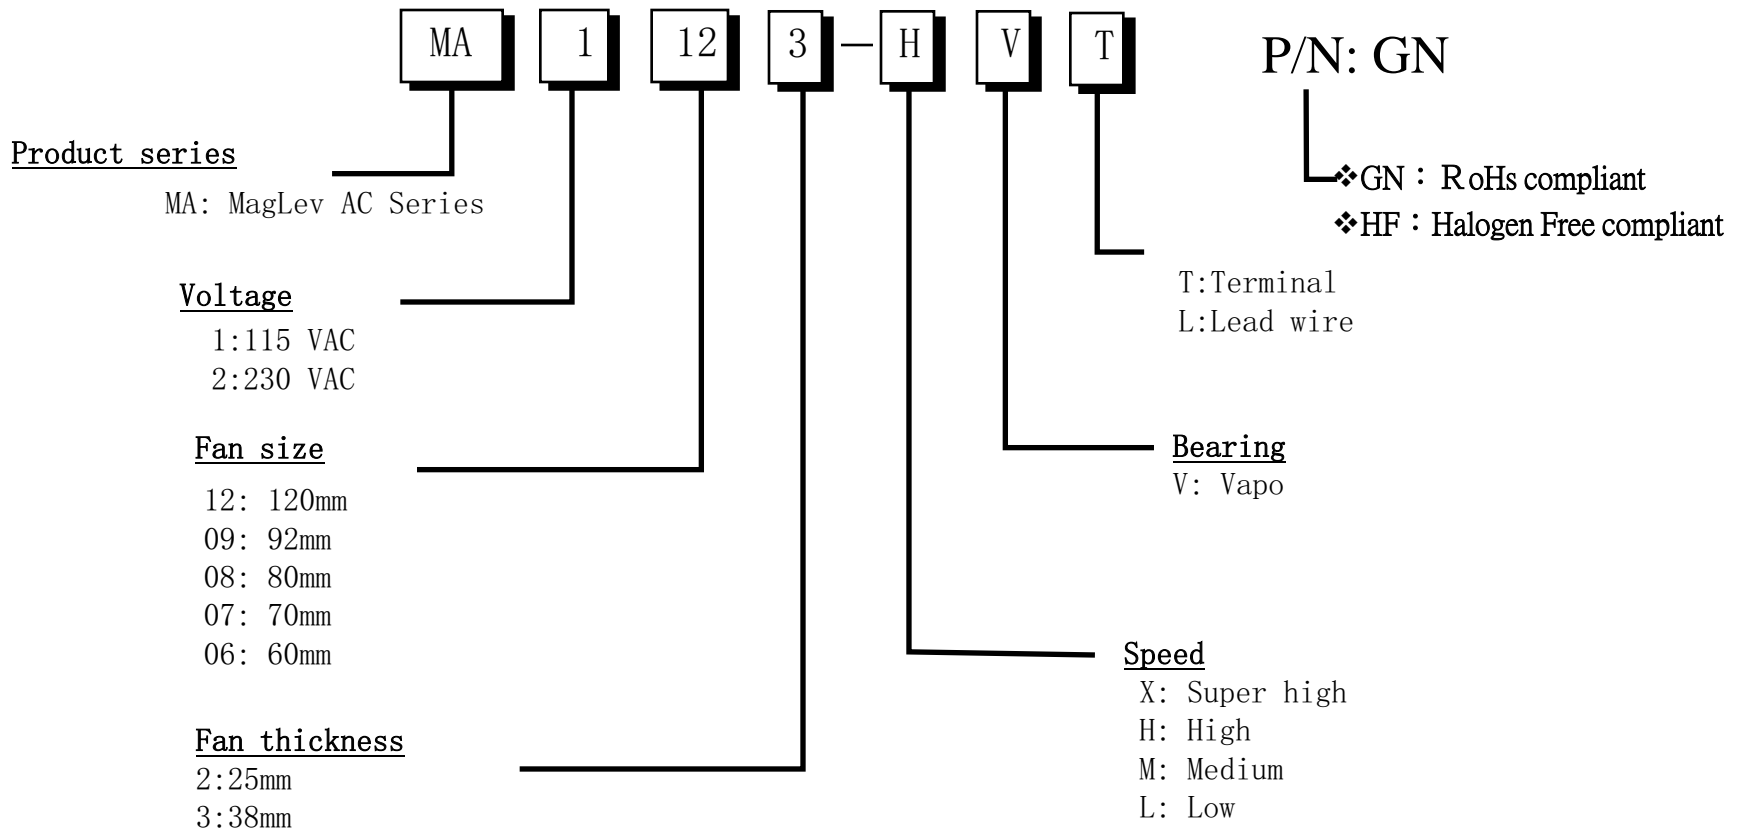 MA 1 12 3 — H V T P/N: GN
Product series
MA: MagLev AC Series
❖GN：RoHs compliant
❖HF：Halogen Free compliant
T:Terminal
L:Lead wire
Voltage
1:115 VAC
2:230 VAC
Fan size
12: 120mm
09: 92mm
08: 80mm
07: 70mm
06: 60mm
Bearing
V: Vapo
Speed
X: Super high
H: High
M: Medium
L: Low
Fan thickness
2:25mm
3:38mm